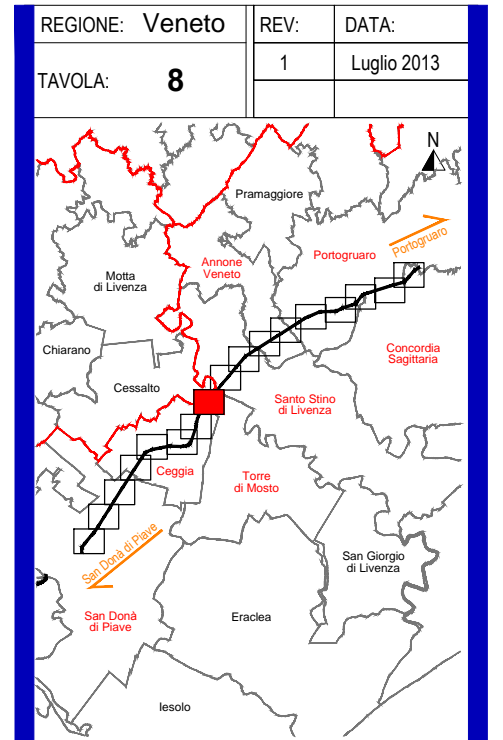 REGIONE: Veneto
REV:
DATA:
TAVOLA: 8
1
Luglio 2013
N
Pramaggiore
Portogruaro
Annone
Veneto
Portogruaro
Motta
di Livenza
Chiarano
Concordia
Sagittaria
Cessalto
Santo Stino
di Livenza
Ceggia
Torre
di Mosto
San Donà di Piave
San Giorgio
di Livenza
San Donà
di Piave
Eraclea
Iesolo